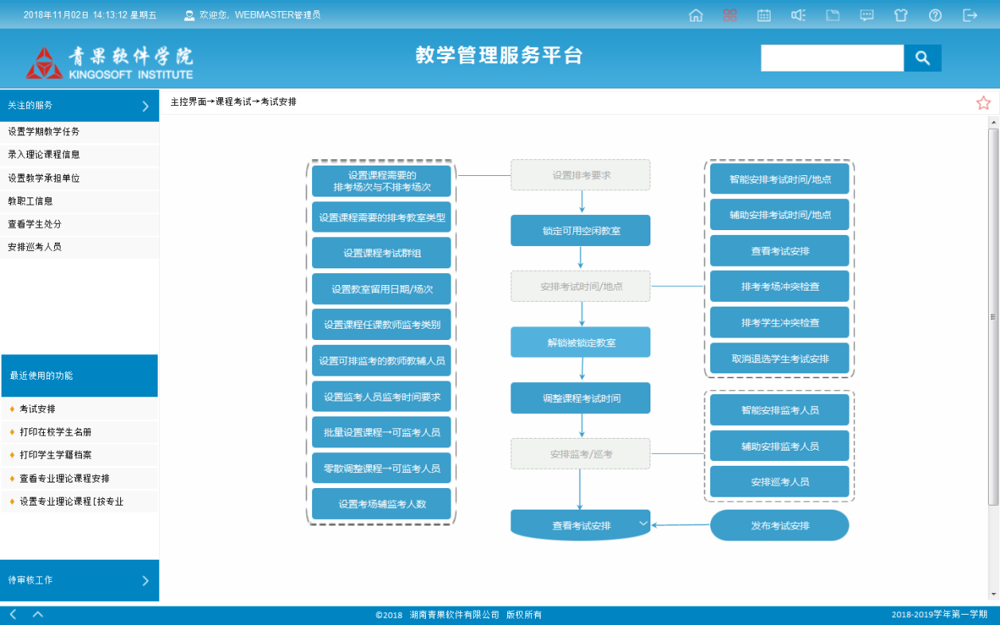 2018年11月02日 14:13:12 星期五
欢迎您，WEBMASTER管理员
青果软件学院
KINGOSOFT INSTITUTE
教学管理服务平台
关注的服务
设置学期教学任务
录入理论课程信息
设置教学承担单位
教职工信息
查看学生处分
安排巡考人员
最近使用的功能
考试安排
打印在校学生名册
打印学生学籍档案
查看专业理论课程安排
设置专业理论课程[按专业
待审核工作
主控界面→课程考试→考试安排
设置课程需要的
排考场次与不排考场次
设置课程需要的排考教室类型
设置课程考试群组
设置教室留用日期/场次
设置课程任课教师监考类别
设置可排监考的教师教辅人员
设置监考人员监考时间要求
批量设置课程→可监考人员
零散调整课程→可监考人员
设置考场辅监考人数
设置排考要求
锁定可用空闲教室
安排考试时间/地点
解锁被锁定教室
调整课程考试时间
安排监考/巡考
查看考试安排
智能安排考试时间/地点
辅助安排考试时间/地点
查看考试安排
排考考场冲突检查
排考学生冲突检查
取消退选学生考试安排
智能安排监考人员
辅助安排监考人员
安排巡考人员
发布考试安排
©2018 湖南青果软件有限公司 版权所有
2018-2019学年第一学期